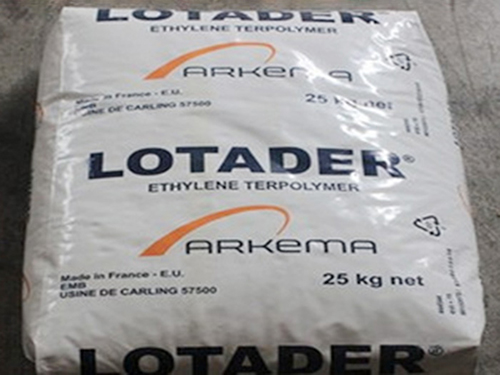 LOTADER
ETHYLENE TERPOLYMER
ARKEMA
Made in France - E.U.
EMB
USINE DE CARLING 57500
25 kg net
LOTADER®
ETHYLENE TERPOLYMER
ARKEMA
Made in France - E.U.
EMB
USINE DE CARLING 57500
25 kg net
LOTADER®